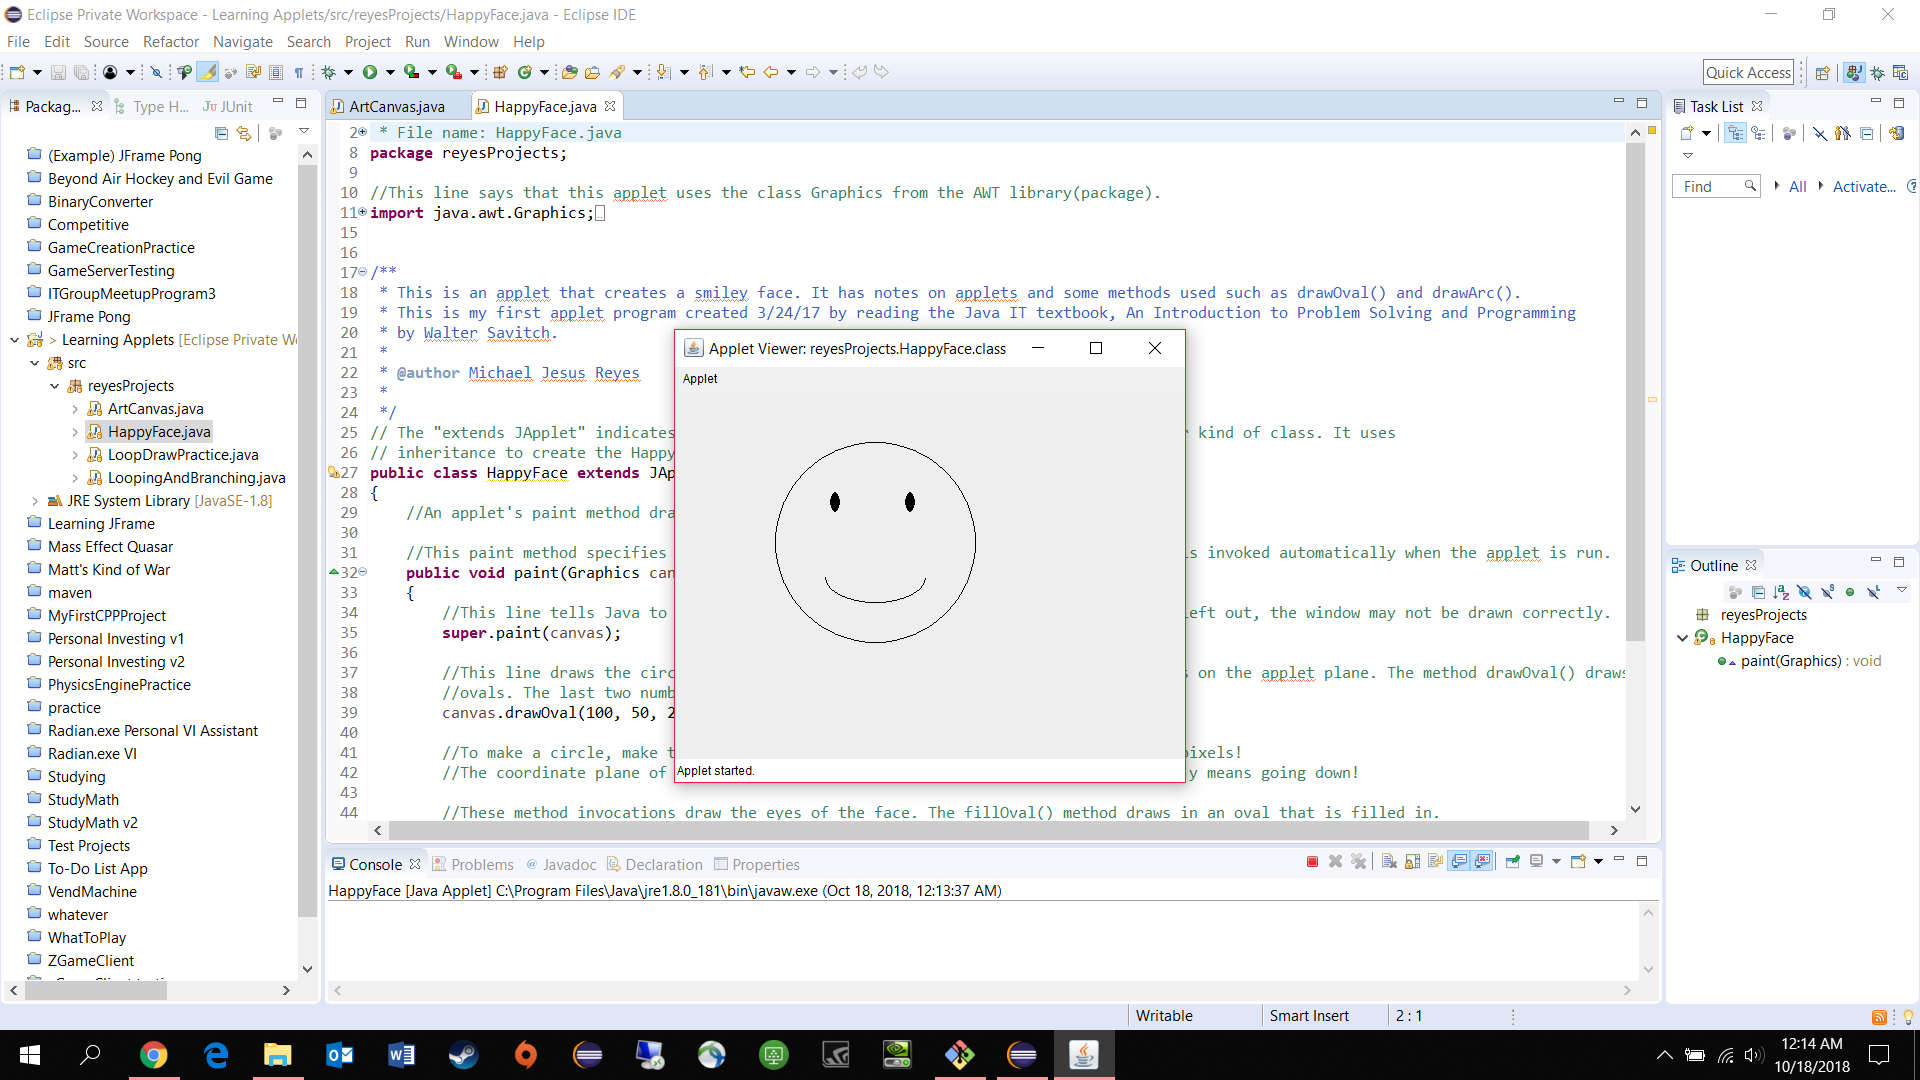 Eclipse Private Workspace - Learning Applets/src/reyesProjects/HappyFace.java - Eclipse IDE
File Edit Source Refactor Navigate Search Project Run Window Help
Quick Access
Packag... Type H... JUnit
(Example) JFrame Pong
Beyond Air Hockey and Evil Game
BinaryConverter
Competitive
GameCreationPractice
GameServerTesting
ITGroupMeetupProgram3
JFrame Pong
> Learning Applets [Eclipse Private W
src
reyesProjects
ArtCanvas.java
HappyFace.java
LoopDrawPractice.java
LoopingAndBranching.java
JRE System Library [JavaSE-1.8]
Learning JFrame
Mass Effect Quasar
Matt's Kind of War
maven
MyFirstCPPProject
Personal Investing v1
Personal Investing v2
PhysicsEnginePractice
practice
Radian.exe Personal VI Assistant
Radian.exe VI
Studying
StudyMath
StudyMath v2
Test Projects
To-Do List App
VendMachine
whatever
WhatToPlay
ZGameClient
ArtCanvas.java HappyFace.java
2 * File name: HappyFace.java
8 package reyesProjects;
9
10 //This line says that this applet uses the class Graphics from the AWT library(package).
11 import java.awt.Graphics;
15
16
17 /**
18 * This is an applet that creates a smiley face. It has notes on applets and some methods used such as drawOval() and drawArc().
19 * This is my first applet program created 3/24/17 by reading the Java IT textbook, An Introduction to Problem Solving and Programming
20 * by Walter Savitch.
21 *
22 * @author Michael Jesus Reyes
23 *
24 */
25 // The "extends JApplet" indicates kind of class. It uses
26 // inheritance to create the Happy
27 public class HappyFace extends JAp
28 {
29 //An applet's paint method dra
30
31 //This paint method specifies s invoked automatically when the applet is run.
32 public void paint(Graphics can
33 {
34 //This line tells Java to left out, the window may not be drawn correctly.
35 super.paint(canvas);
36
37 //This line draws the circ s on the applet plane. The method drawOval() draws
38 //ovals. The last two numb
39 canvas.drawOval(100, 50, 2
40
41 //To make a circle, make t pixels!
42 //The coordinate plane of y means going down!
43
44 //These method invocations draw the eyes of the face. The fillOval() method draws in an oval that is filled in.
Applet Viewer: reyesProjects.HappyFace.class
Applet
Applet started.
Console Problems Javadoc Declaration Properties
HappyFace [Java Applet] C:\Program Files\Java\jre1.8.0_181\bin\javaw.exe (Oct 18, 2018, 12:13:37 AM)
Task List
Find All Activate...
Outline
reyesProjects
HappyFace
paint(Graphics) : void
Writable Smart Insert 2 : 1
12:14 AM
10/18/2018